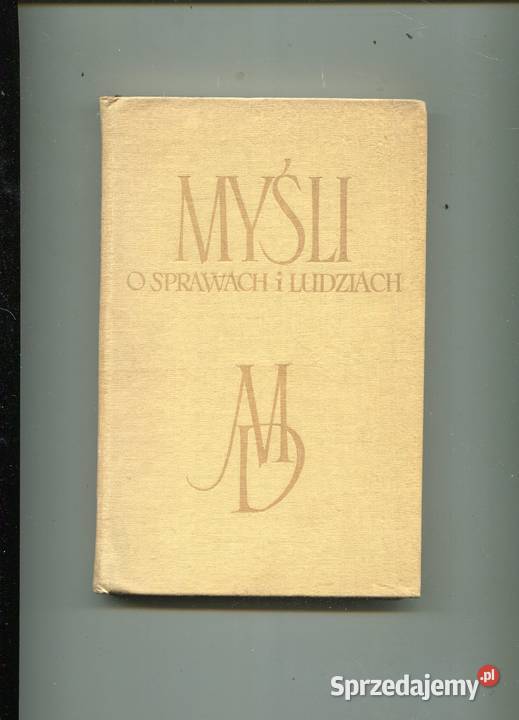 MYŚLI
O SPRAWACH i LUDZIACH
MD
Sprzedajemy.pl